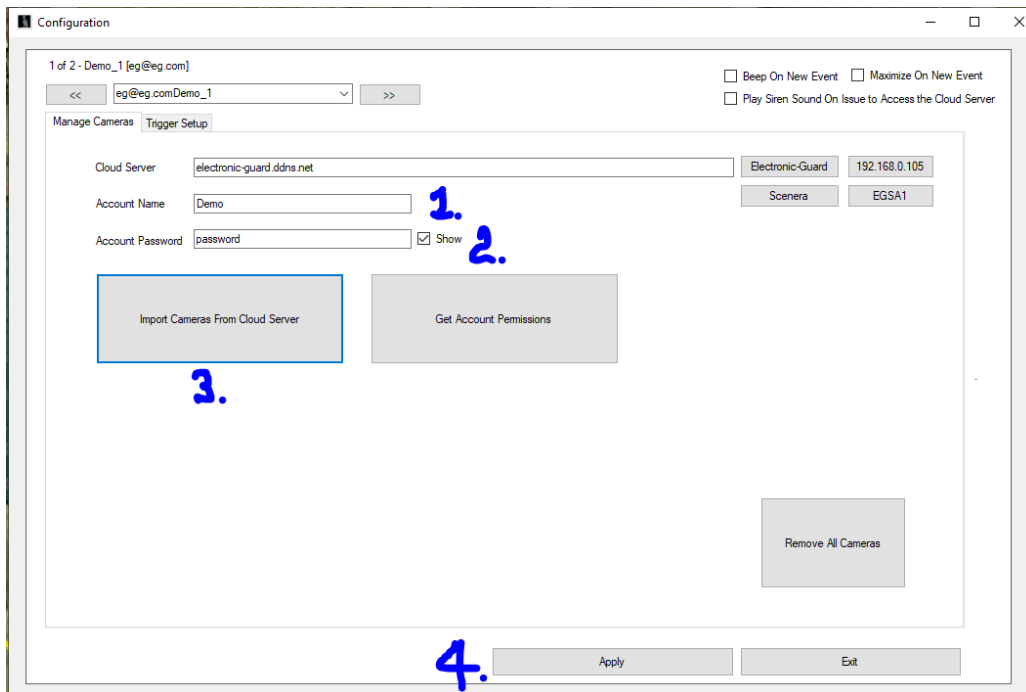 Configuration
1 of 2 - Demo_1 [eg@eg.com]
Beep On New Event
Maximize On New Event
<<
eg@eg.comDemo_1
>>
Play Siren Sound On Issue to Access the Cloud Server
Manage Cameras
Trigger Setup
Cloud Server
electronic-guard.ddns.net
Electronic-Guard
192.168.0.105
Scenera
EGSA1
Account Name
Demo
1.
Account Password
password
Show
2.
Import Cameras From Cloud Server
Get Account Permissions
3.
Remove All Cameras
4.
Apply
Exit